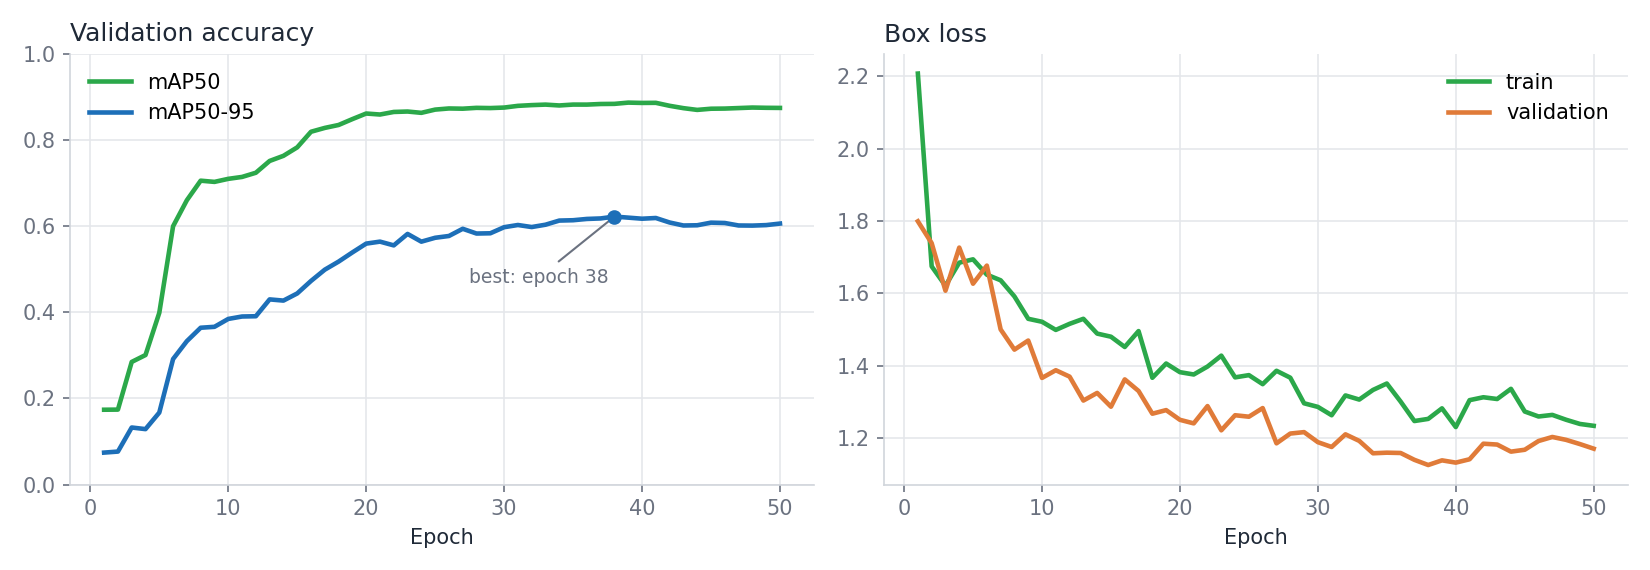 Validation accuracy
1.0
0.8
0.6
0.4
0.2
0.0
mAP50
mAP50-95
best: epoch 38
0 10 20 30 40 50
Epoch
Box loss
2.2
2.0
1.8
1.6
1.4
1.2
train
validation
0 10 20 30 40 50
Epoch